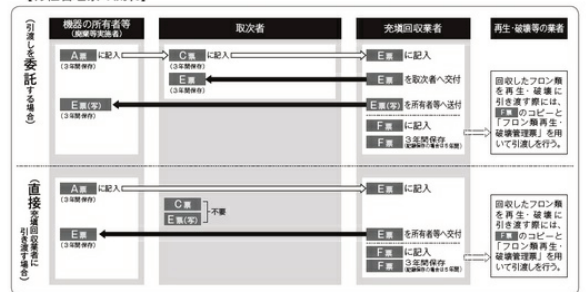 機器の所有者等
(廃棄等実施者)
取次者
充填回収業者
再生・破壊等の業者
(引渡しを委託する場合)
A票 に記入
(3年間保存)
C票 に記入
(3年間保存)
E票 に記入
E票
(3年間保存)
E票 を取次者へ交付
E票(写)
(3年間保存)
E票(写) を所有者等へ送付
F票 に記入
F票 3年間保存
回収したフロン類
を再生・破壊に
引き渡す際には、
F票 のコピーと
「フロン類再生・
破壊管理票」を用
いて引渡しを行う。
(直接充填回収業者に引き渡す場合)
A票 に記入
(3年間保存)
C票
E票(写)
不要
E票 に記入
E票
(3年間保存)
E票 を所有者等へ交付
F票 に記入
F票 3年間保存
回収したフロン類
を再生・破壊に
引き渡す際には、
F票 のコピーと
「フロン類再生・
破壊管理票」を用
いて引渡しを行う。